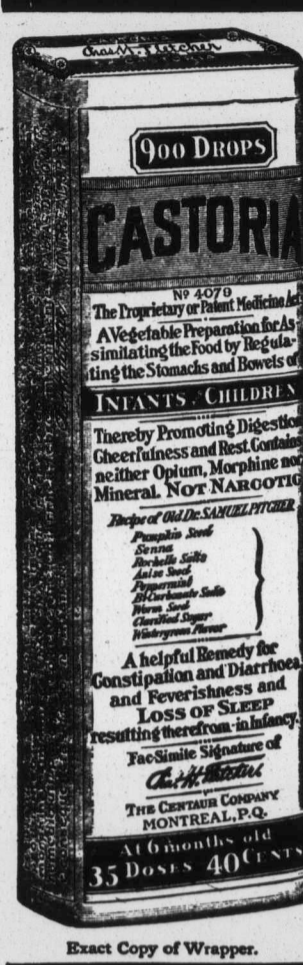 Chas. H. Fletcher
900 DROPS
CASTORIA
Nº 4079
The Proprietary or Patent Medicine Act
A Vegetable Preparation for As-
similating the Food by Regula-
ting the Stomachs and Bowels of
INFANTS CHILDREN
Thereby Promoting Digestion
Cheerfulness and Rest. Contains
neither Opium, Morphine nor
Mineral. NOT NARCOTIC
Recipe of Old Dr. SAMUEL PITCHER
Pumpkin Seed
Senna
Rochelle Salts
Anise Seed
Peppermint
Bi-Carbonate Soda
Worm Seed
Clarified Sugar
Wintergreen Flavor
A helpful Remedy for
Constipation and Diarrhoea,
and Feverishness and
LOSS OF SLEEP
resulting therefrom-in Infancy.
Fac-Simile Signature of
Chas. H. Fletcher
THE CENTAUR COMPANY
MONTREAL, P.Q.
At 6 months old
35 DOSES 40 CENTS
Exact Copy of Wrapper.